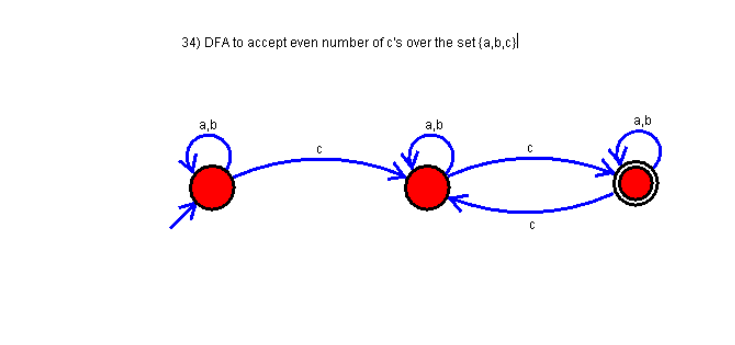 34) DFA to accept even number of c's over the set {a,b,c}
a,b
a,b
a,b
c
c
c